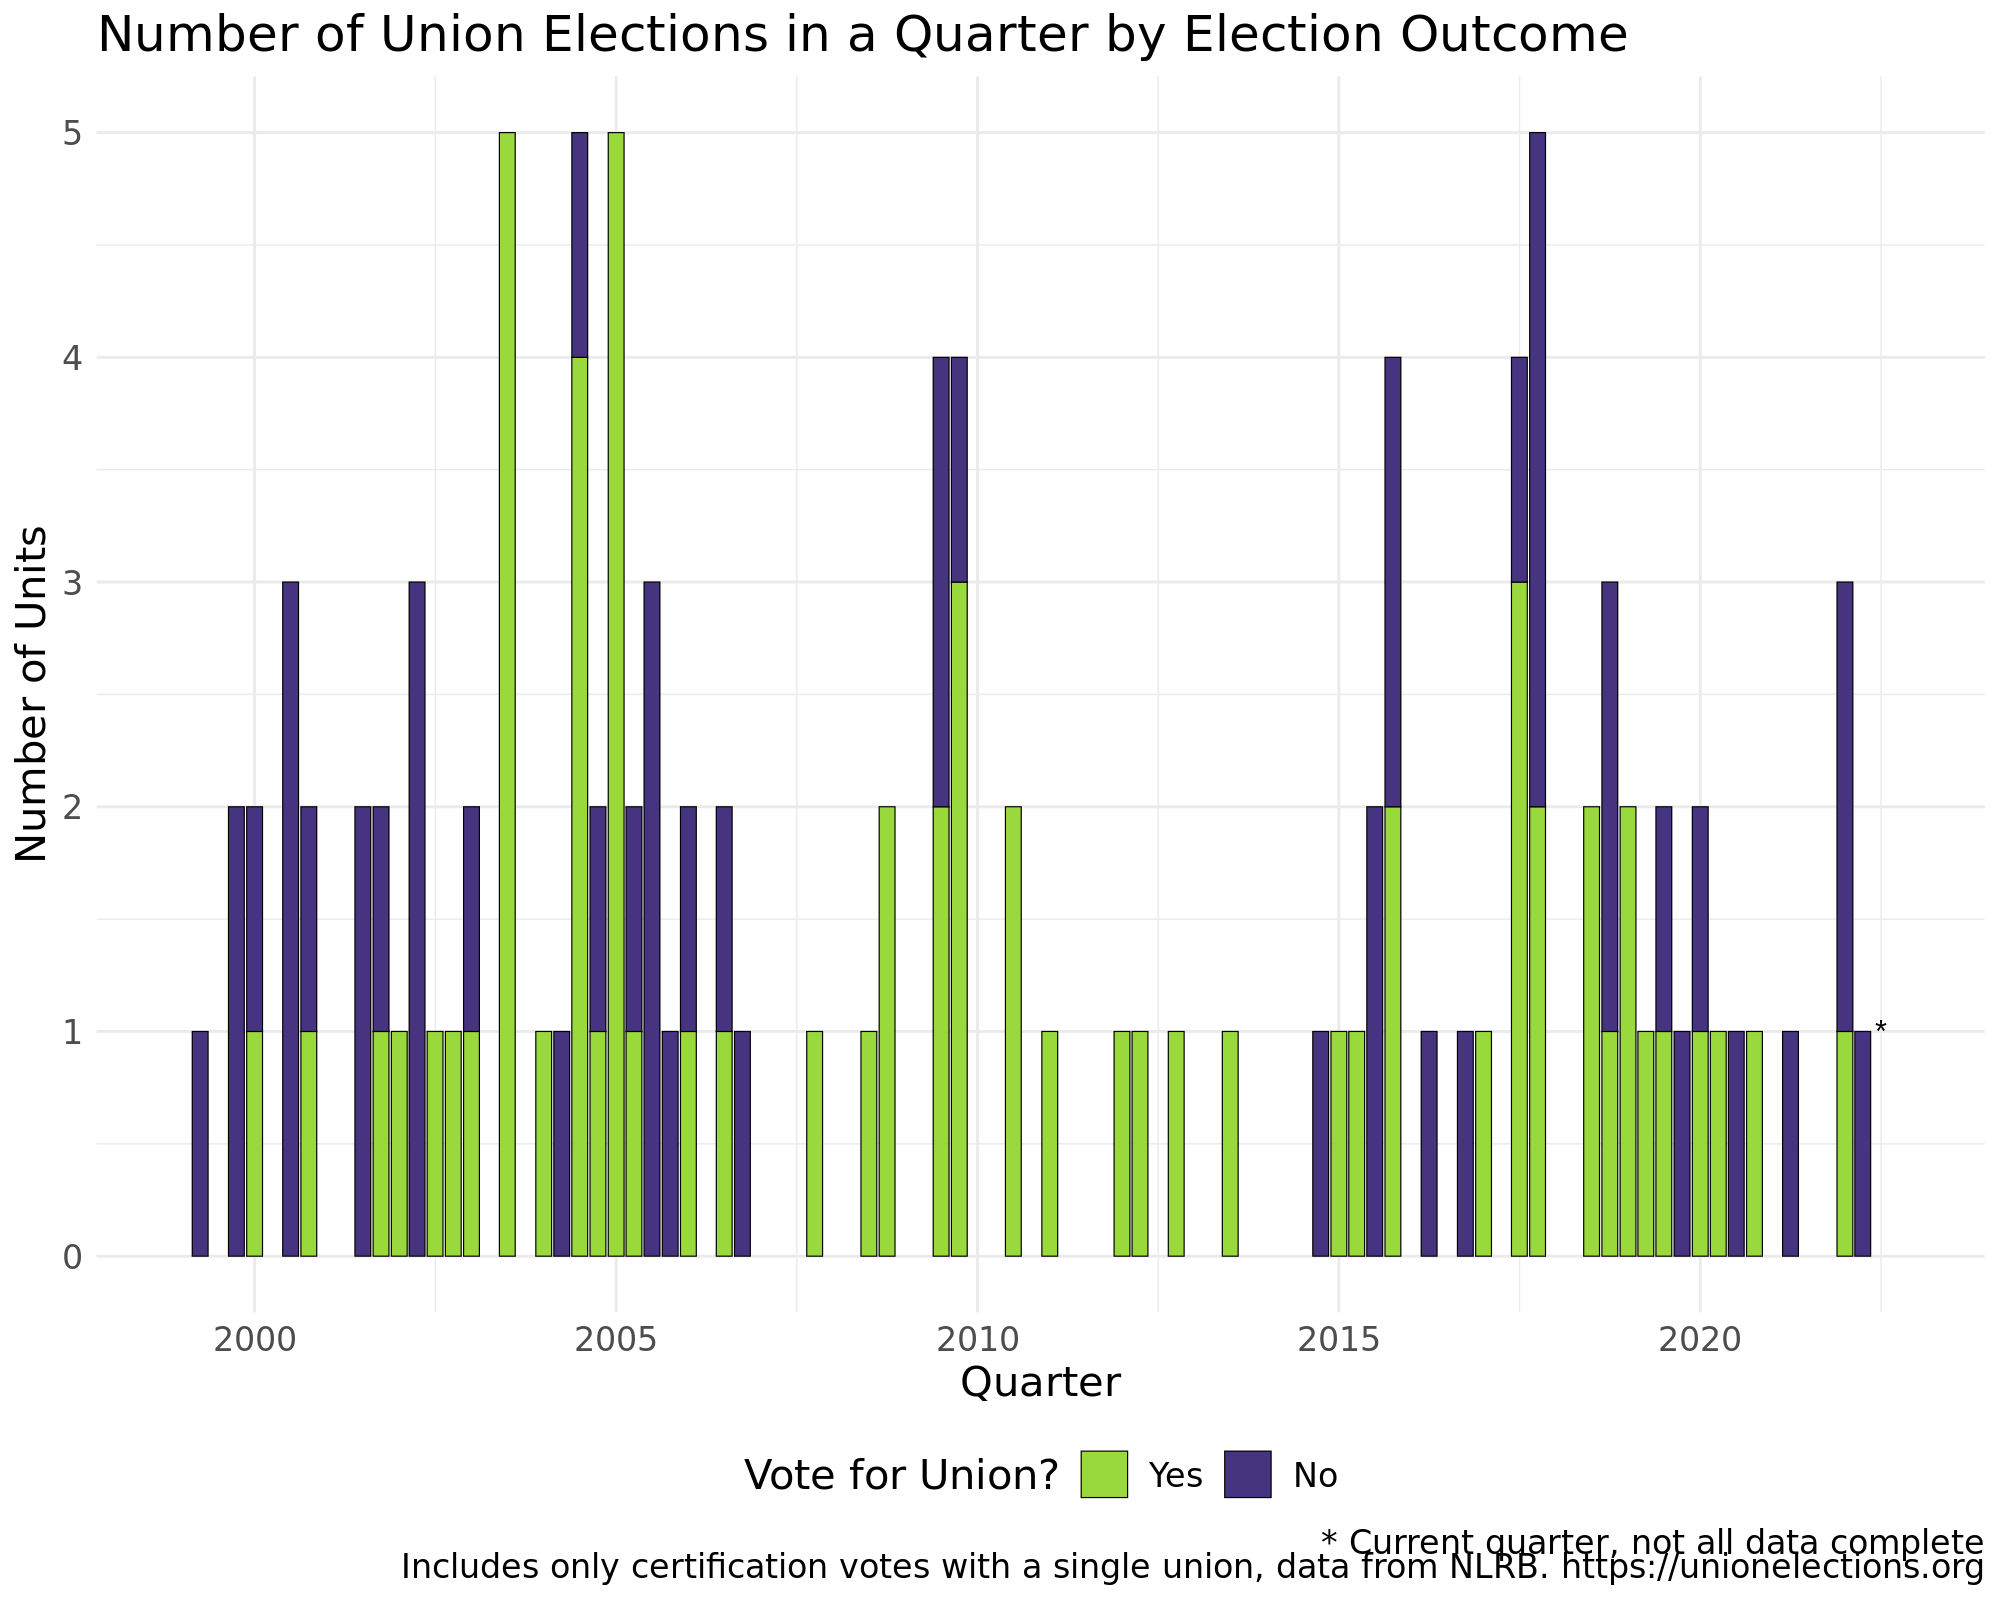 Number of Union Elections in a Quarter by Election Outcome
5
4
3
2
1
0
Number of Units
*
2000 2005 2010 2015 2020
Quarter
Vote for Union? Yes No
* Current quarter, not all data complete
Includes only certification votes with a single union, data from NLRB. https://unionelections.org